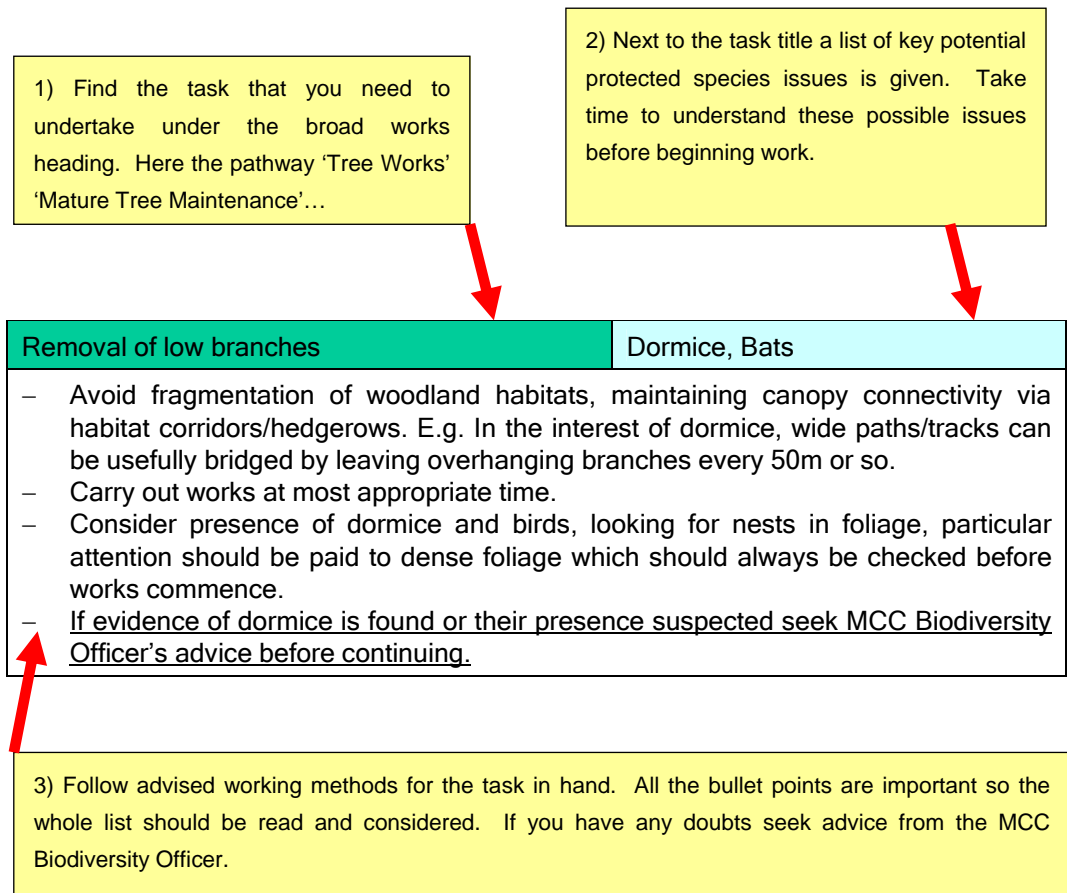 1) Find the task that you need to
undertake under the broad works
heading. Here the pathway ‘Tree Works’
‘Mature Tree Maintenance’…
2) Next to the task title a list of key potential
protected species issues is given. Take
time to understand these possible issues
before beginning work.
Removal of low branches
Dormice, Bats
– Avoid fragmentation of woodland habitats, maintaining canopy connectivity via
habitat corridors/hedgerows. E.g. In the interest of dormice, wide paths/tracks can
be usefully bridged by leaving overhanging branches every 50m or so.
– Carry out works at most appropriate time.
– Consider presence of dormice and birds, looking for nests in foliage, particular
attention should be paid to dense foliage which should always be checked before
works commence.
– If evidence of dormice is found or their presence suspected seek MCC Biodiversity
Officer’s advice before continuing.
3) Follow advised working methods for the task in hand. All the bullet points are important so the
whole list should be read and considered. If you have any doubts seek advice from the MCC
Biodiversity Officer.